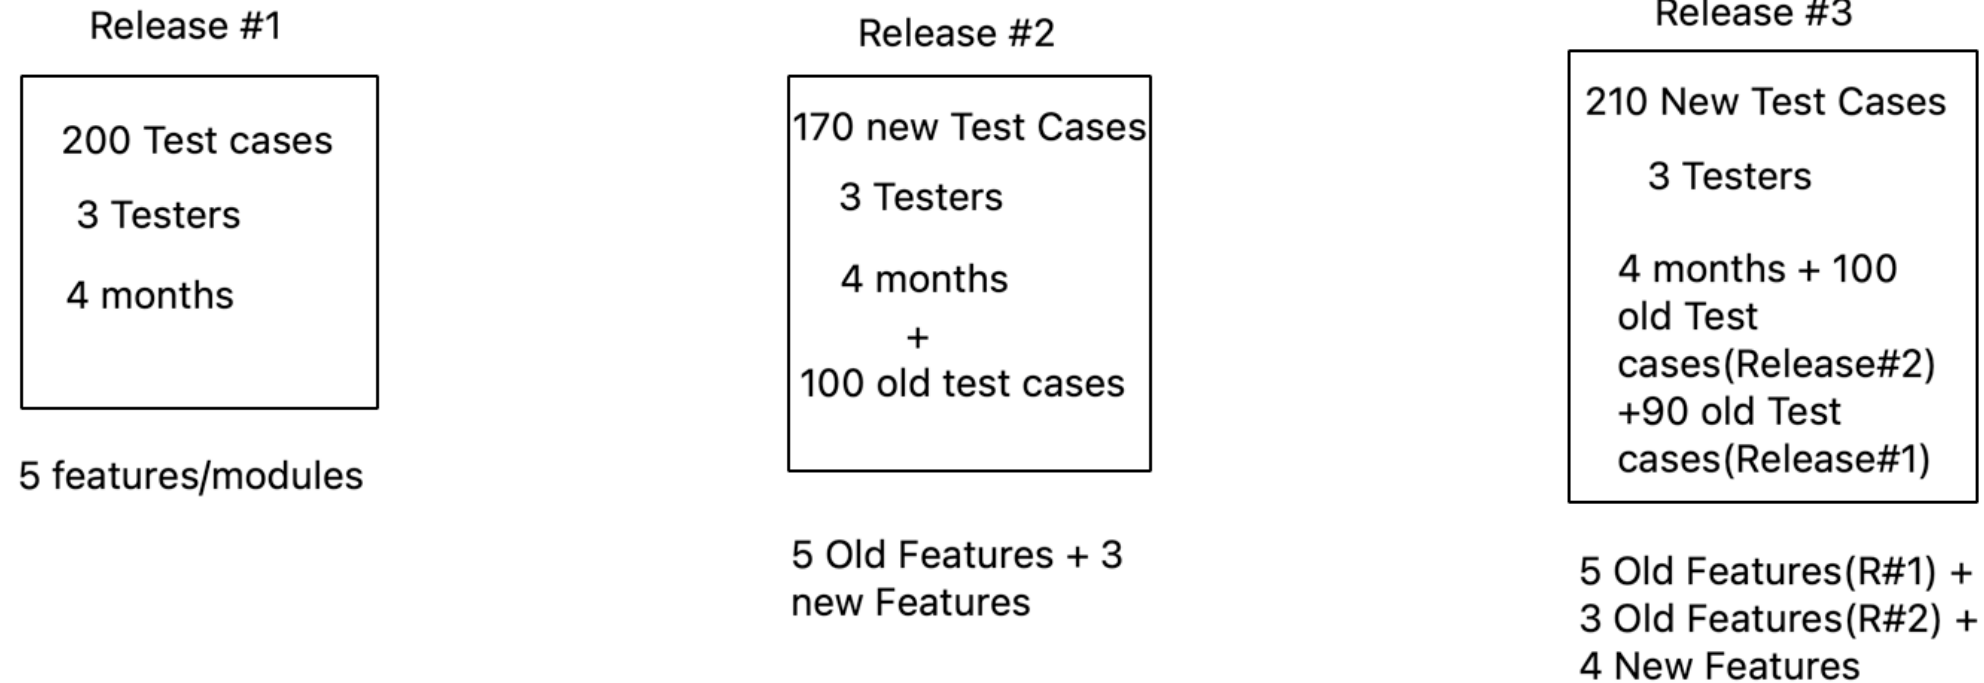 Release #1
200 Test cases
3 Testers
4 months
5 features/modules
Release #2
170 new Test Cases
3 Testers
4 months
+
100 old test cases
5 Old Features + 3
new Features
Release #3
210 New Test Cases
3 Testers
4 months + 100
old Test
cases(Release#2)
+90 old Test
cases(Release#1)
5 Old Features(R#1) +
3 Old Features(R#2) +
4 New Features